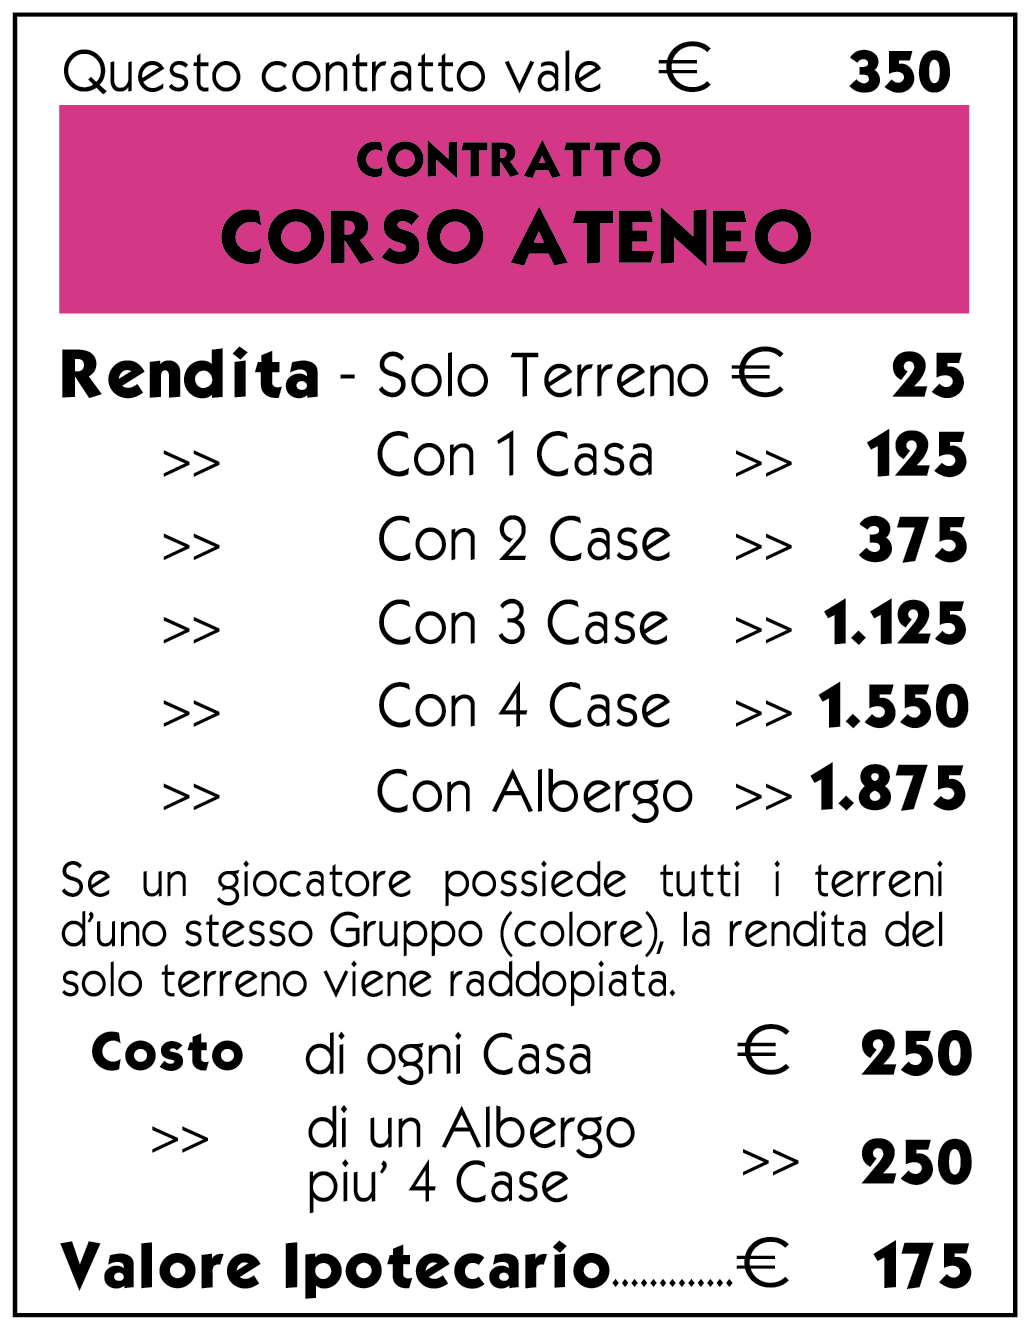 Questo contratto vale € 350
CONTRATTO
CORSO ATENEO
Rendita - Solo Terreno € 25
>> Con 1 Casa >> 125
>> Con 2 Case >> 375
>> Con 3 Case >> 1.125
>> Con 4 Case >> 1.550
>> Con Albergo >> 1.875
Se un giocatore possiede tutti i terreni
d'uno stesso Gruppo (colore), la rendita del
solo terreno viene raddopiata.
Costo di ogni Casa € 250
>> di un Albergo
piu' 4 Case >> 250
Valore Ipotecario.............€ 175